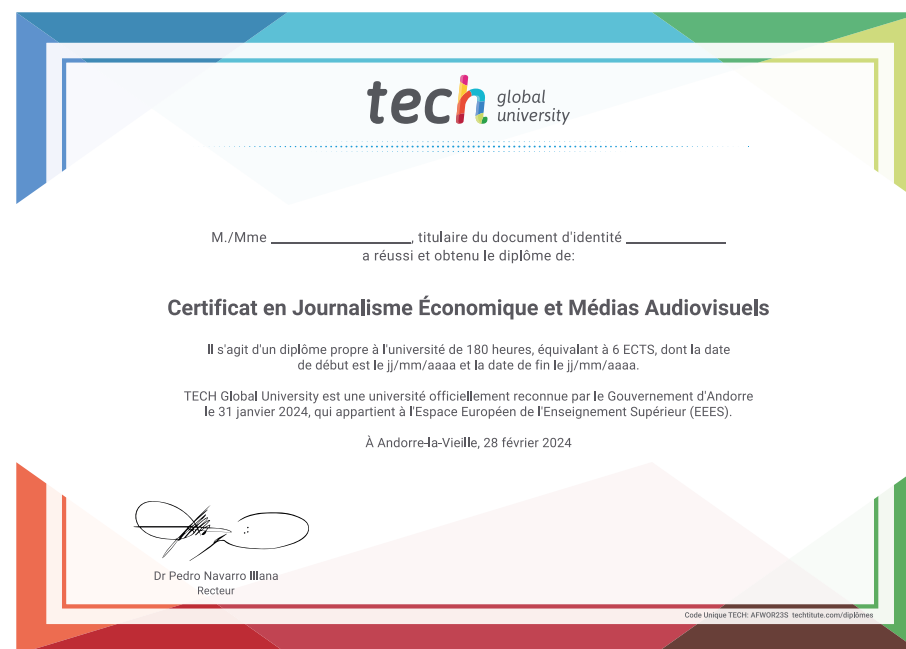 tech global university
M./Mme ____________________, titulaire du document d'identité ______________
a réussi et obtenu le diplôme de:
Certificat en Journalisme Économique et Médias Audiovisuels
Il s'agit d'un diplôme propre à l'université de 180 heures, équivalant à 6 ECTS, dont la date
de début est le jj/mm/aaaa et la date de fin le jj/mm/aaaa.
TECH Global University est une université officiellement reconnue par le Gouvernement d'Andorre
le 31 janvier 2024, qui appartient à l'Espace Européen de l'Enseignement Supérieur (EEES).
À Andorre-la-Vieille, 28 février 2024
Dr Pedro Navarro Illana
Recteur
Code Unique TECH: AFWOR23S techtitute.com/diplômes